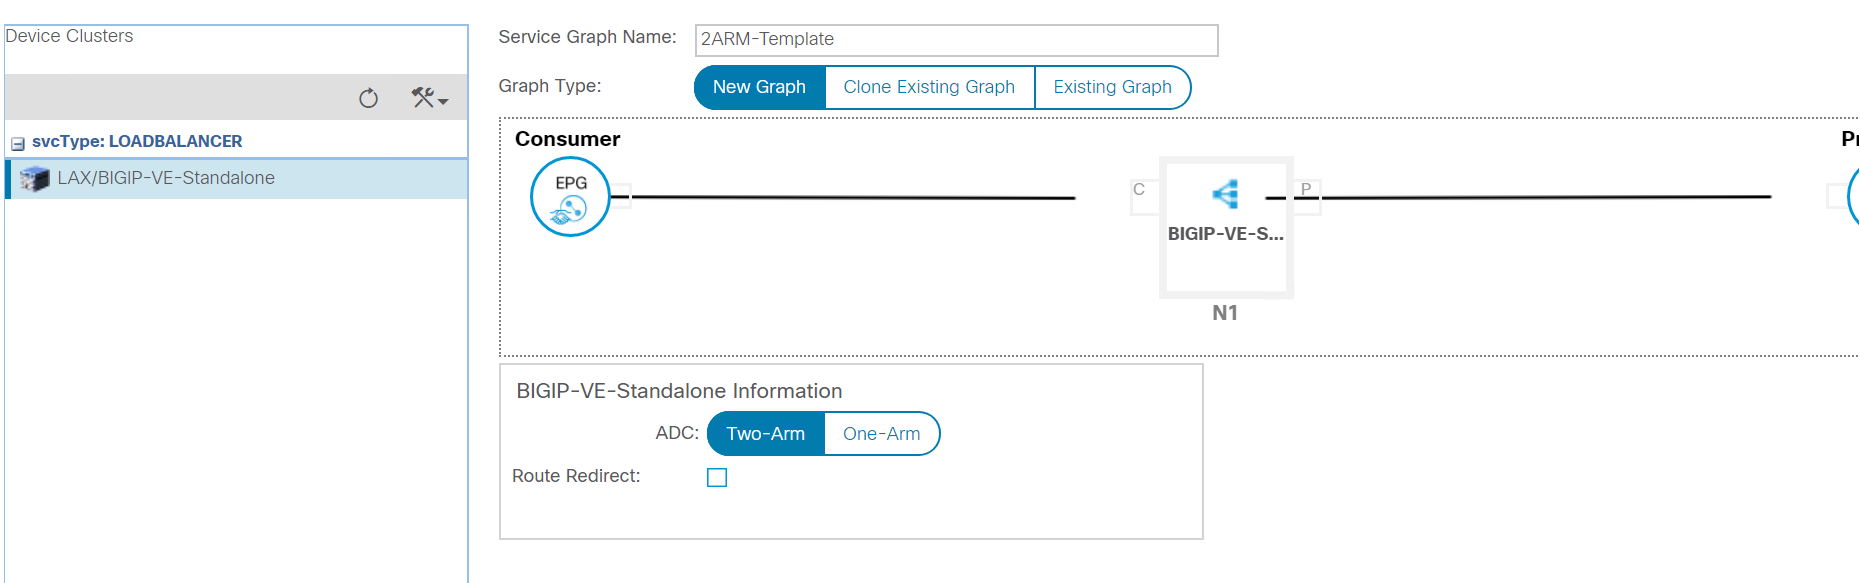 Device Clusters
svcType: LOADBALANCER
LAX/BIGIP-VE-Standalone
Service Graph Name: 2ARM-Template
Graph Type: New Graph Clone Existing Graph Existing Graph
Consumer
EPG
C
P
BIGIP-VE-S...
N1
BIGIP-VE-Standalone Information
ADC: Two-Arm One-Arm
Route Redirect: